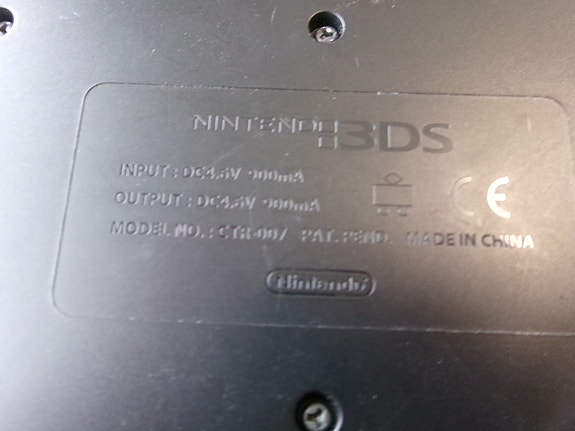 NINTENDO 3DS
INPUT : DC4.6V 900mA
OUTPUT : DC4.6V 900mA
MODEL NO. : CTR-007 PAT. PEND. MADE IN CHINA
CE
Nintendo